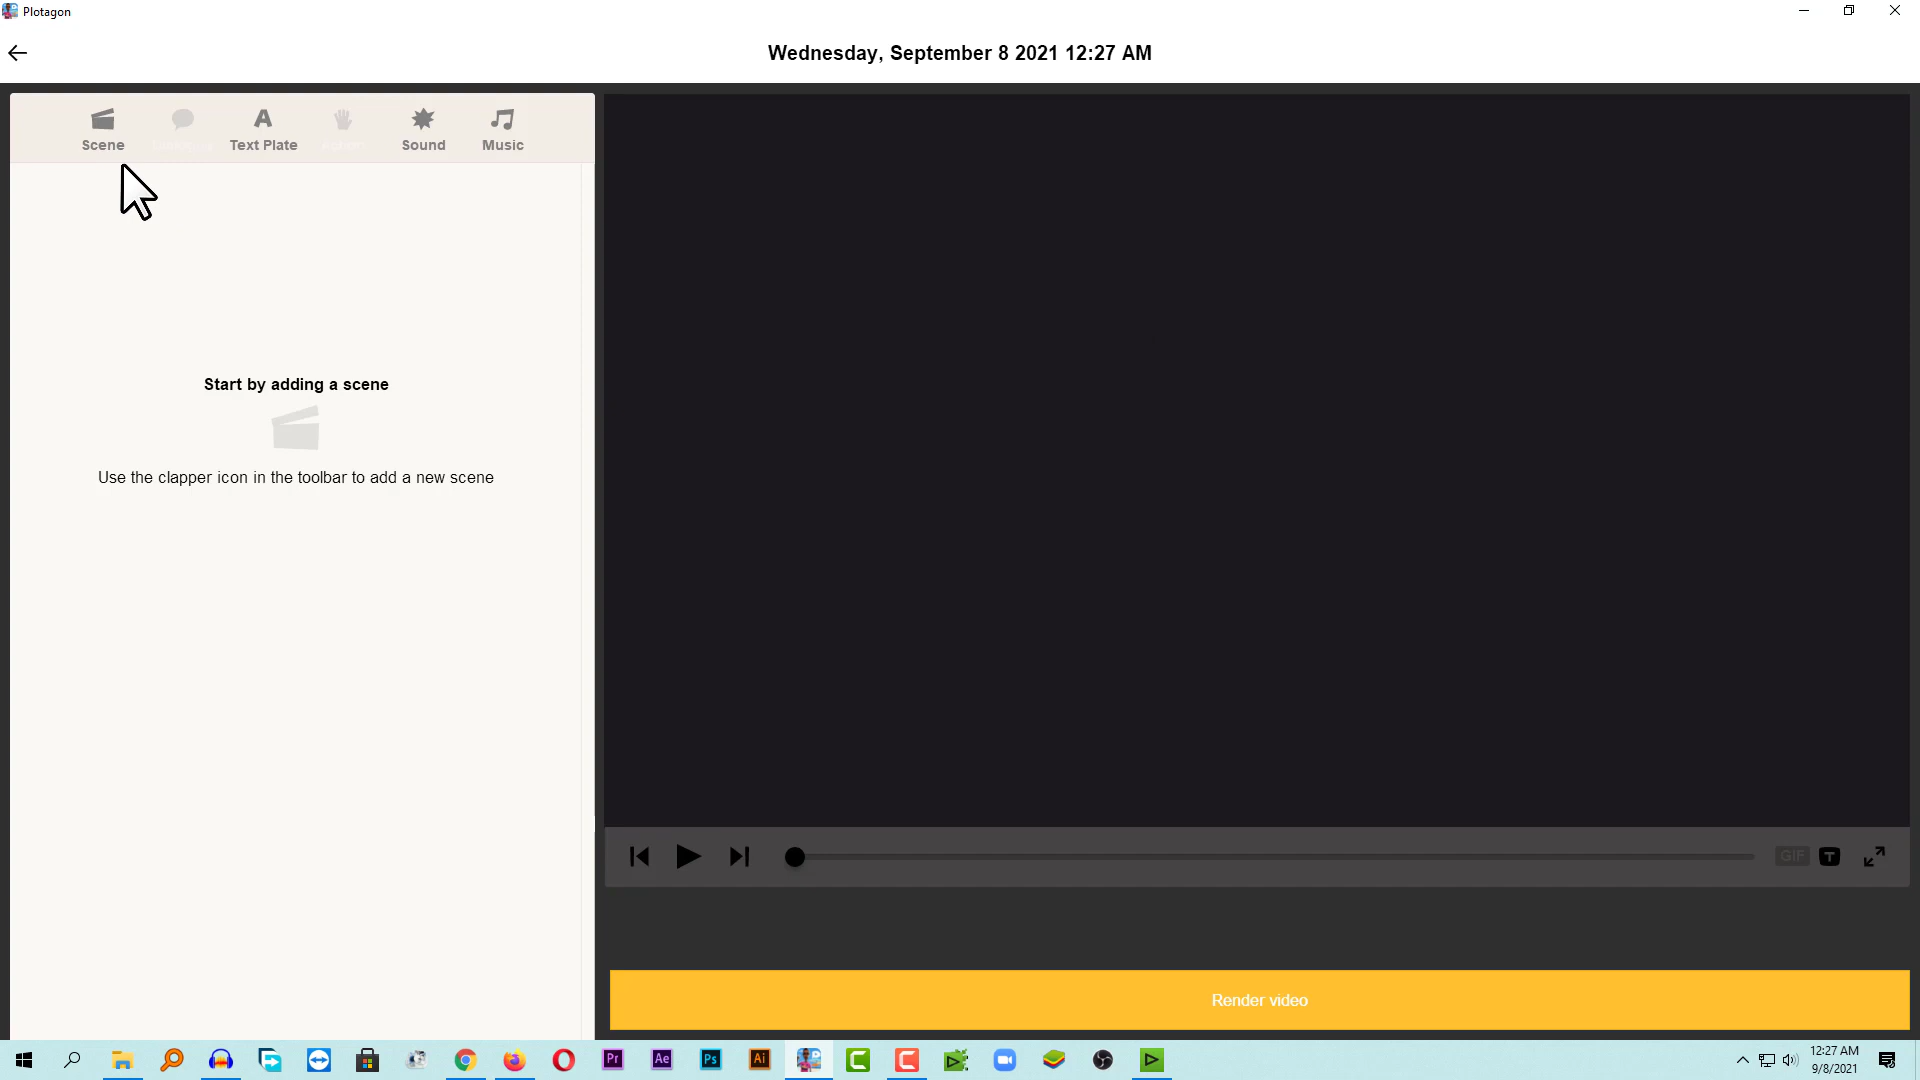 Plotagon
Wednesday, September 8 2021 12:27 AM
Scene
Text Plate
Sound
Music
Start by adding a scene
Use the clapper icon in the toolbar to add a new scene
GIF
T
Render video
Pr
Ae
Ps
Ai
12:27 AM
9/8/2021